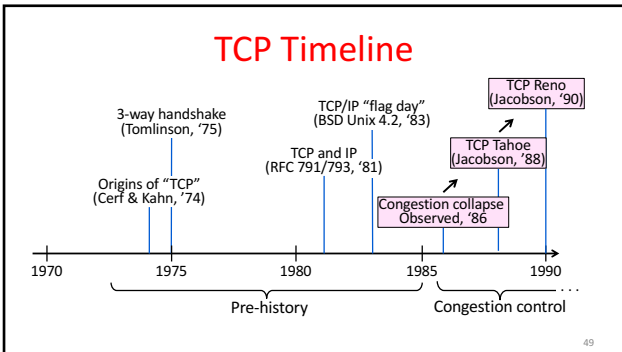 TCP Timeline
TCP Reno
(Jacobson, ‘90)
3-way handshake
(Tomlinson, ‘75)
TCP/IP “flag day”
(BSD Unix 4.2, ‘83)
TCP Tahoe
(Jacobson, ’88)
TCP and IP
(RFC 791/793, ‘81)
Origins of “TCP”
(Cerf & Kahn, ’74)
Congestion collapse
Observed, ‘86
1970 1975 1980 1985 1990
. . .
Pre-history Congestion control
49